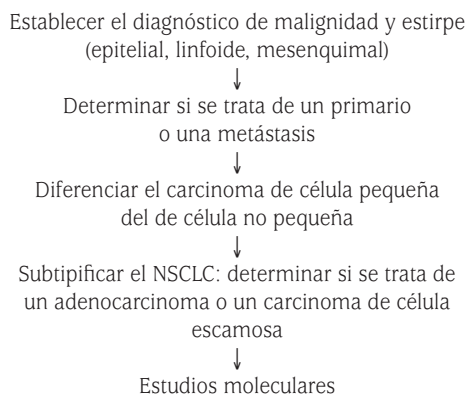 Establecer el diagnóstico de malignidad y estirpe
(epitelial, linfoide, mesenquimal)
↓
Determinar si se trata de un primario
o una metástasis
↓
Diferenciar el carcinoma de célula pequeña
del de célula no pequeña
↓
Subtipificar el NSCLC: determinar si se trata de
un adenocarcinoma o un carcinoma de célula
escamosa
↓
Estudios moleculares